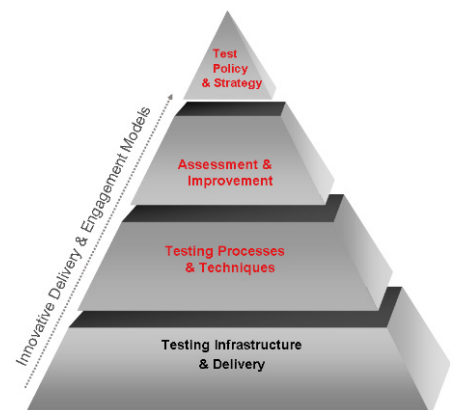 Test
Policy
& Strategy
Assessment &
Improvement
Testing Processes
& Techniques
Testing Infrastructure
& Delivery
Innovative Delivery & Engagement Models